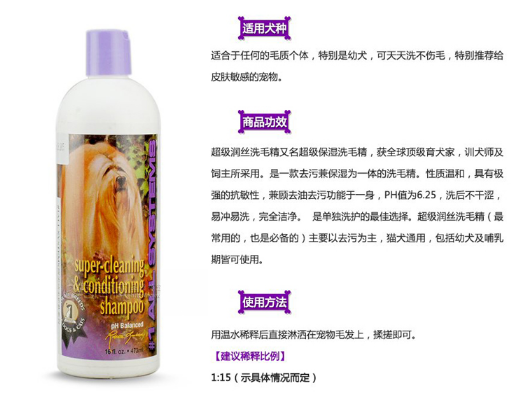 适用犬种
适合于任何的毛质个体，特别是幼犬，可天天洗不伤毛，特别推荐给
皮肤敏感的宠物。
商品功效
超级润丝洗毛精又名超级保湿洗毛精，获全球顶级育犬家，训犬师及
饲主所采用。是一款去污兼保湿为一体的洗毛精。性质温和，具有极
强的抗敏性，兼顾去油去污功能于一身，PH值为6.25，洗后不干涩，
易冲易洗，完全洁净。 是单独洗护的最佳选择。超级润丝洗毛精（最
常用的，也是必备的）主要以去污为主，猫犬通用，包括幼犬及哺乳
期皆可使用。
使用方法
用温水稀释后直接淋洒在宠物毛发上，揉搓即可。
【建议稀释比例】
1:15（示具体情况而定）
#1 ALL SYSTEMS
super-cleaning
& conditioning
shampoo
pH Balanced
16 fl. oz. • 473ml